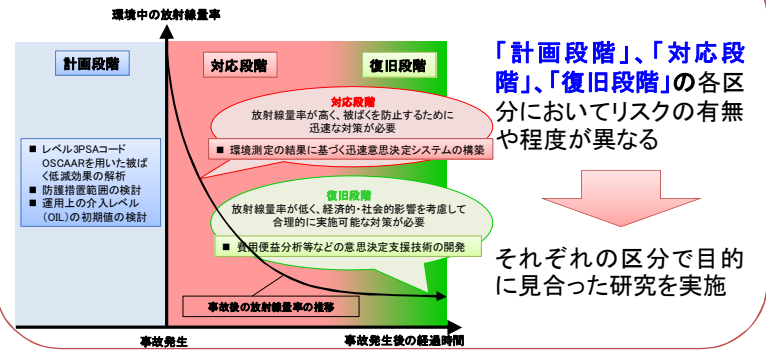 環境中の放射線量率
計画段階
対応段階
復旧段階
対応段階
放射線量率が高く、被ばくを防止するために
迅速な対策が必要
■ 環境測定の結果に基づく迅速意思決定システムの構築
■ レベル3PSAコード
OSCAARを用いた被ば
く低減効果の解析
■ 防護措置範囲の検討
■ 運用上の介入レベル
(OIL)の初期値の検討
復旧段階
放射線量率が低く、経済的・社会的影響を考慮して
合理的に実施可能な対策が必要
■ 費用便益分析等などの意思決定支援技術の開発
事故後の放射線量率の推移
事故発生
事故発生後の経過時間
「計画段階」、「対応段
階」、「復旧段階」の各区
分においてリスクの有無
や程度が異なる
それぞれの区分で目的
に見合った研究を実施